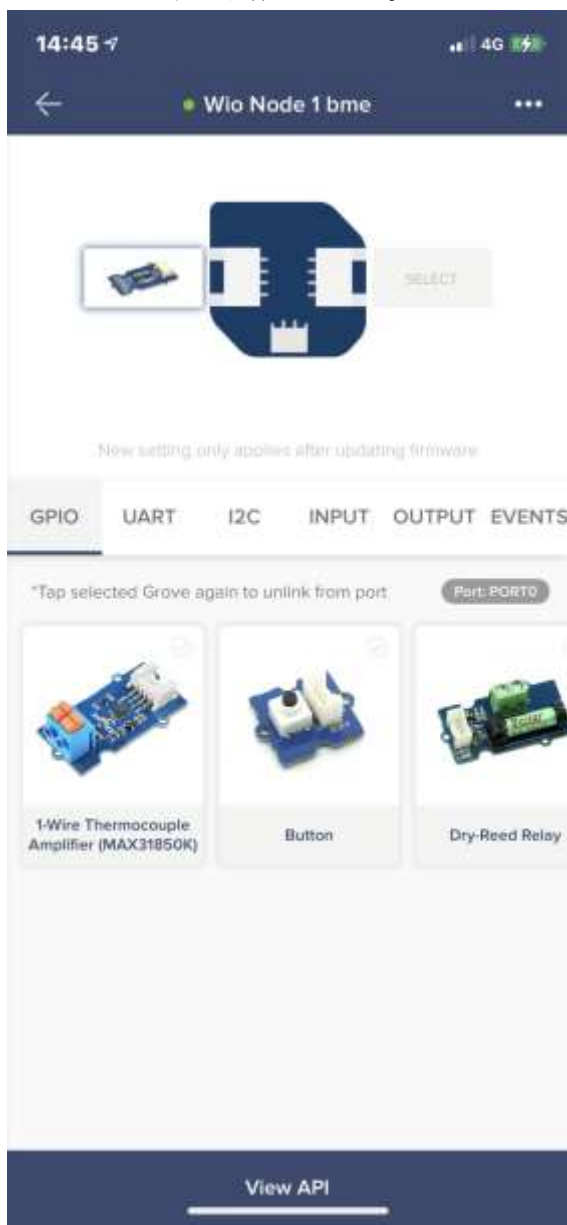 14:45
4G
Wio Node 1 bme
SELECT
New setting only applies after updating firmware
GPIO UART I2C INPUT OUTPUT EVENTS
*Tap selected Grove again to unlink from port
Port: PORT0
1-Wire Thermocouple
Amplifier (MAX31850K)
Button
Dry-Reed Relay
View API